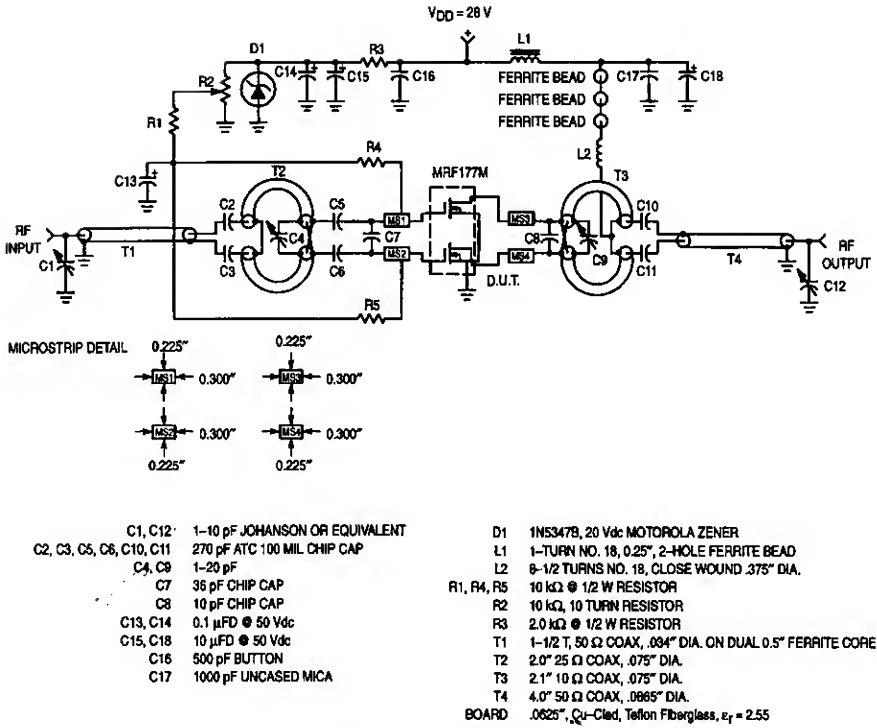 V_DD = 28 V
L1
D1
R3
R2
C14
C15
C16
FERRITE BEAD
FERRITE BEAD
FERRITE BEAD
C17
C18
R1
L2
R4
C13
T2
MRF177M
T3
C2
C5
C10
MS1
MS3
RF INPUT
C4
C7
C8
C9
RF OUTPUT
T1
MS2
MS4
T4
C1
C3
C6
D.U.T.
C11
C12
R5
MICROSTRIP DETAIL
0.225"
0.225"
MS1
0.300"
MS3
0.300"
MS2
0.300"
MS4
0.300"
0.225"
0.225"
C1, C12 1–10 pF JOHANSON OR EQUIVALENT
C2, C3, C5, C6, C10, C11 270 pF ATC 100 MIL CHIP CAP
C4, C9 1–20 pF
C7 36 pF CHIP CAP
C8 10 pF CHIP CAP
C13, C14 0.1 μFD @ 50 Vdc
C15, C18 10 μFD @ 50 Vdc
C16 500 pF BUTTON
C17 1000 pF UNCASED MICA
D1 1N5347B, 20 Vdc MOTOROLA ZENER
L1 1–TURN NO. 18, 0.25", 2–HOLE FERRITE BEAD
L2 8–1/2 TURNS NO. 18, CLOSE WOUND .375" DIA.
R1, R4, R5 10 kΩ @ 1/2 W RESISTOR
R2 10 kΩ, 10 TURN RESISTOR
R3 2.0 kΩ @ 1/2 W RESISTOR
T1 1–1/2 T, 50 Ω COAX, .034" DIA. ON DUAL 0.5" FERRITE CORE
T2 2.0" 25 Ω COAX, .075" DIA.
T3 2.1" 10 Ω COAX, .075" DIA.
T4 4.0" 50 Ω COAX, .0865" DIA.
BOARD .0625", Cu–Clad, Teflon Fiberglass, ε_r = 2.55